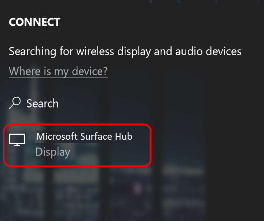 CONNECT
Searching for wireless display and audio devices
Where is my device?
Search
Microsoft Surface Hub
Display